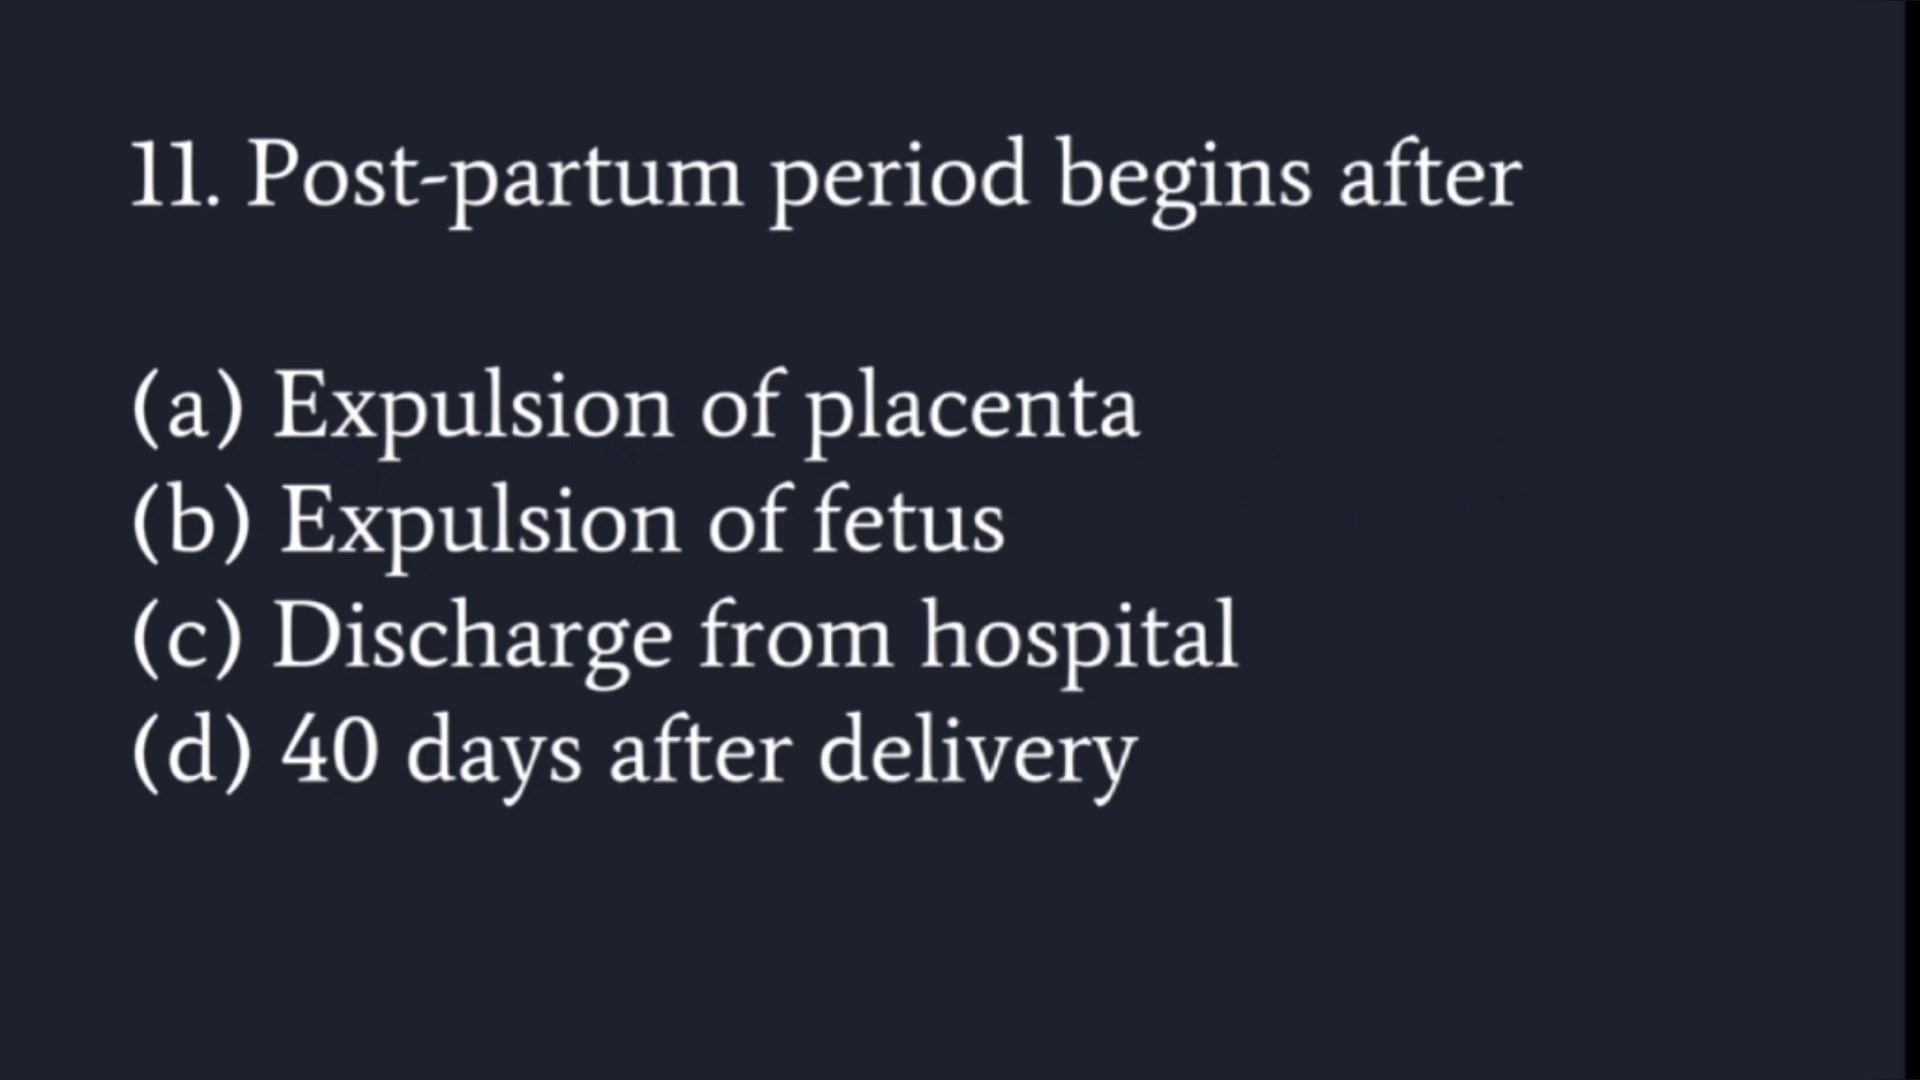 11. Post-partum period begins after
(a) Expulsion of placenta
(b) Expulsion of fetus
(c) Discharge from hospital
(d) 40 days after delivery